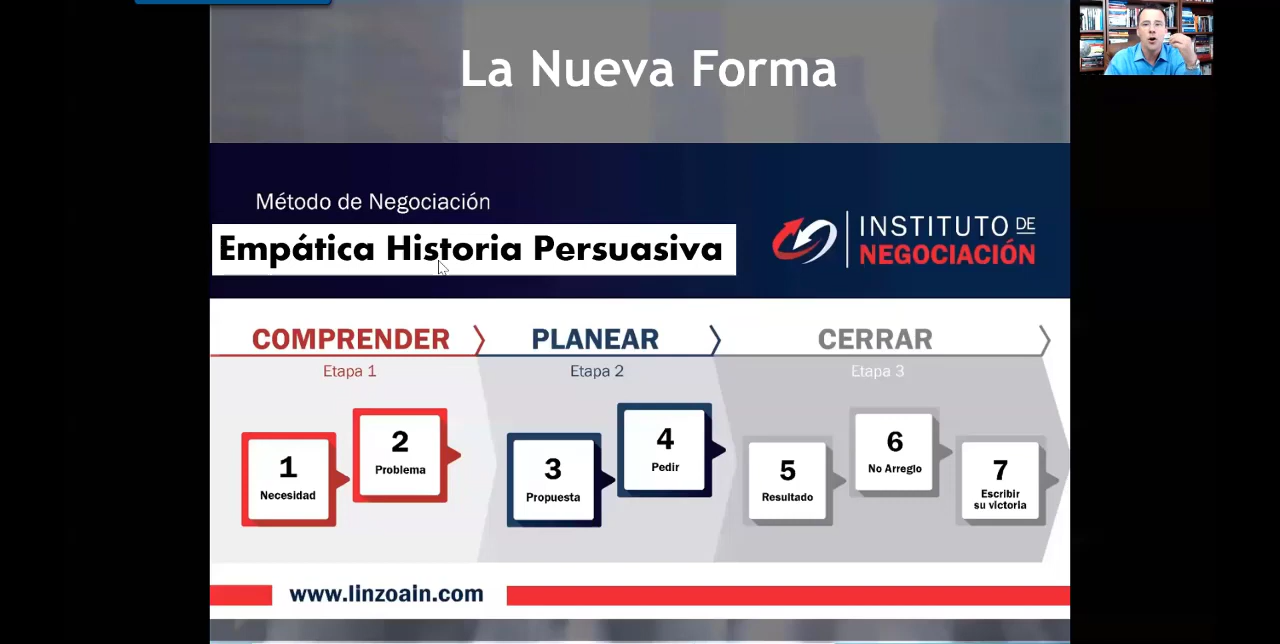 La Nueva Forma
Método de Negociación
Empática Historia Persuasiva
INSTITUTO DE
NEGOCIACIÓN
COMPRENDER
Etapa 1
PLANEAR
Etapa 2
CERRAR
Etapa 3
1
Necesidad
2
Problema
3
Propuesta
4
Pedir
5
Resultado
6
No Arreglo
7
Escribir
su victoria
www.linzoain.com